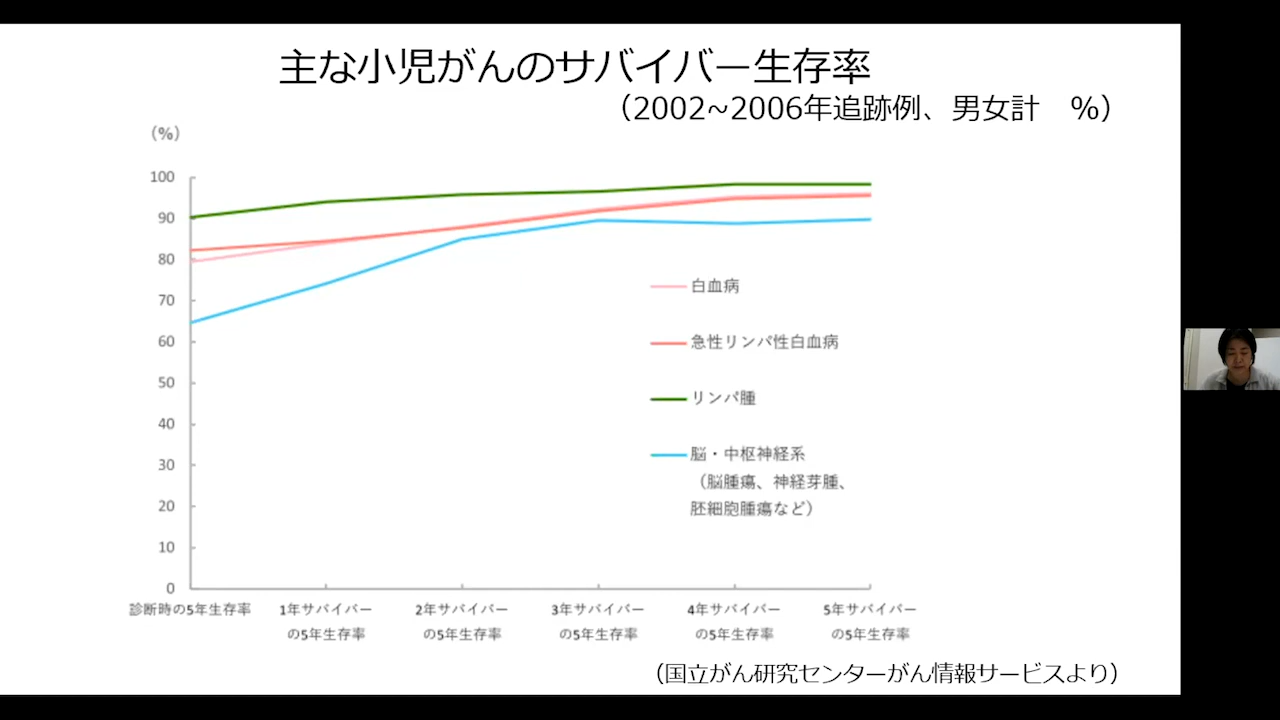 主な小児がんのサバイバー生存率
（2002~2006年追跡例、男女計　%）
（%）
100
90
80
70
60
50
40
30
20
10
0
白血病
急性リンパ性白血病
リンパ腫
脳・中枢神経系
（脳腫瘍、神経芽腫、
胚細胞腫瘍など）
診断時の5年生存率
1年サバイバー
の5年生存率
2年サバイバー
の5年生存率
3年サバイバー
の5年生存率
4年サバイバー
の5年生存率
5年サバイバー
の5年生存率
（国立がん研究センターがん情報サービスより）